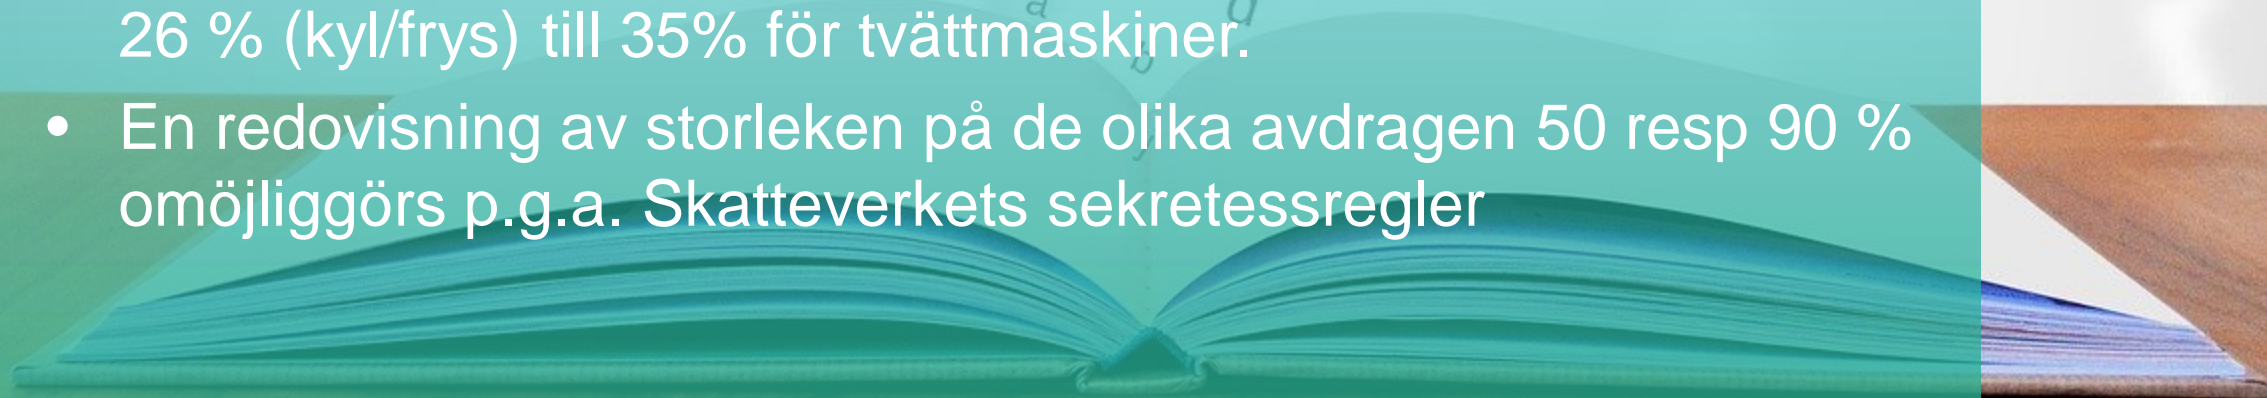 26 % (kyl/frys) till 35% för tvättmaskiner.
• En redovisning av storleken på de olika avdragen 50 resp 90 %
omöjliggörs p.g.a. Skatteverkets sekretessregler